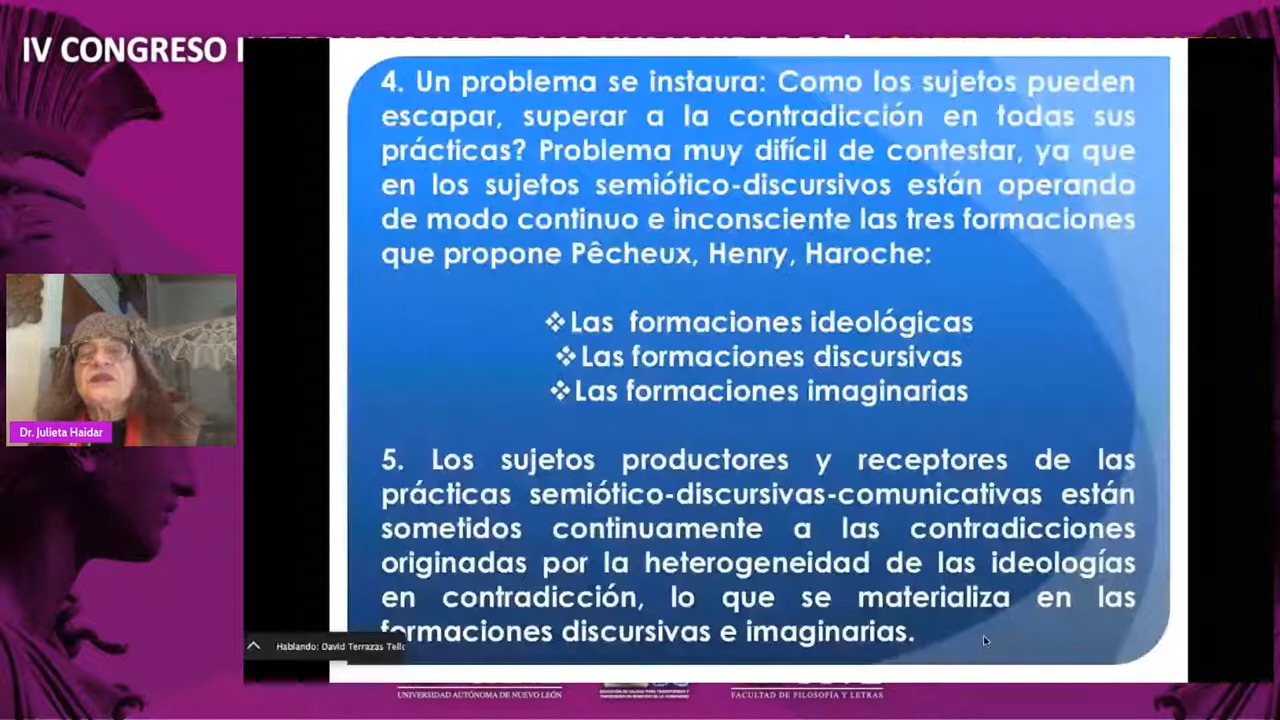 IV CONGRESO
4. Un problema se instaura: Como los sujetos pueden
escapar, superar a la contradicción en todas sus
prácticas? Problema muy difícil de contestar, ya que
en los sujetos semiótico-discursivos están operando
de modo continuo e inconsciente las tres formaciones
que propone Pêcheux, Henry, Haroche:
❖Las formaciones ideológicas
❖Las formaciones discursivas
❖Las formaciones imaginarias
5. Los sujetos productores y receptores de las
prácticas semiótico-discursivas-comunicativas están
sometidos continuamente a las contradicciones
originadas por la heterogeneidad de las ideologías
en contradicción, lo que se materializa en las
formaciones discursivas e imaginarias.
Dr. Julieta Haidar
Hablando: David Terrazas Tello
UNIVERSIDAD AUTÓNOMA DE NUEVO LEÓN
FACULTAD DE FILOSOFÍA Y LETRAS